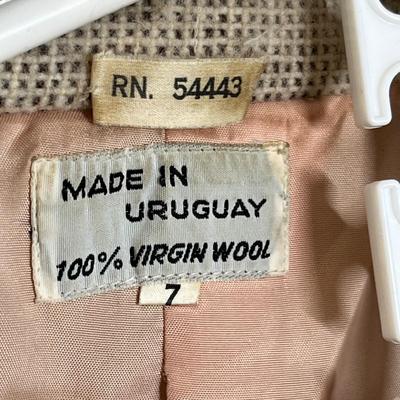 RN. 54443
MADE IN
URUGUAY
100% VIRGIN WOOL
7